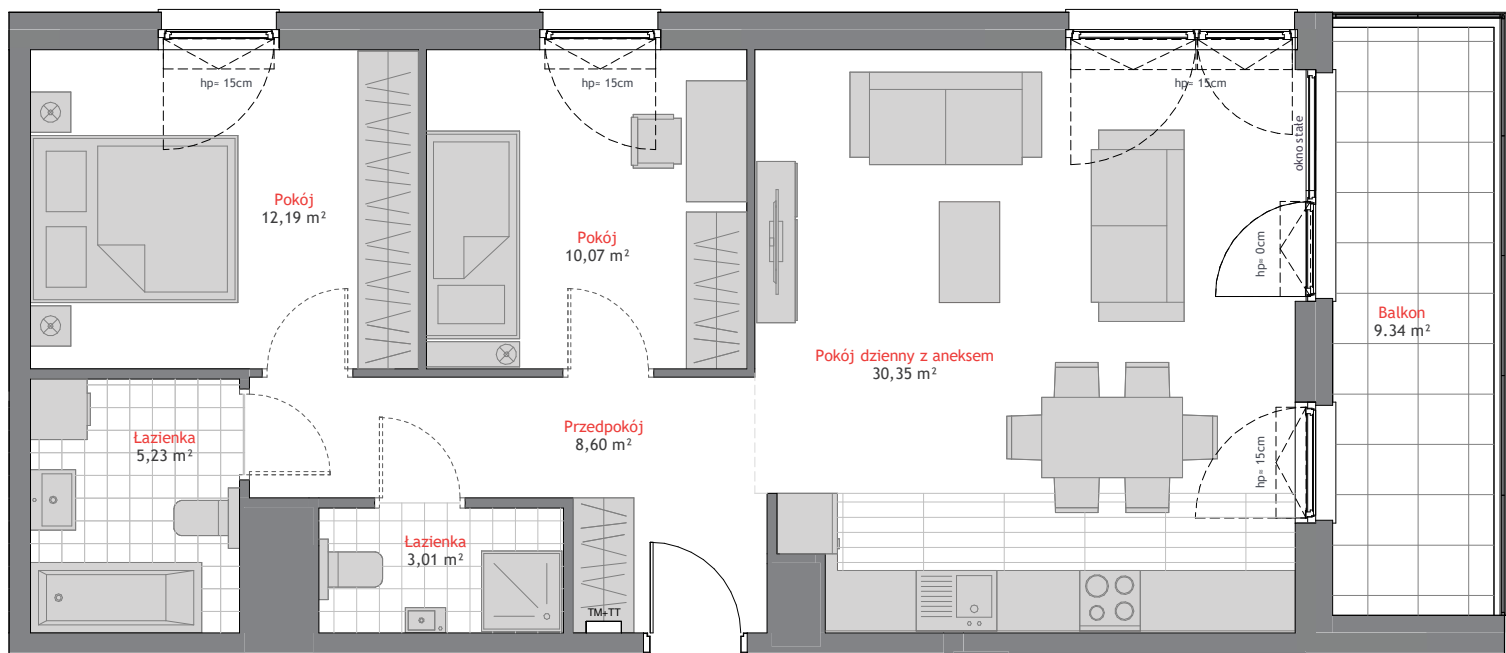 hp= 15cm
hp= 15cm
hp= 15cm
okno stałe
Pokój
12,19 m²
Pokój
10,07 m²
hp= 0cm
Balkon
9.34 m²
Pokój dzienny z aneksem
30,35 m²
Przedpokój
8,60 m²
Łazienka
5,23 m²
hp= 15cm
Łazienka
3,01 m²
TM+TT